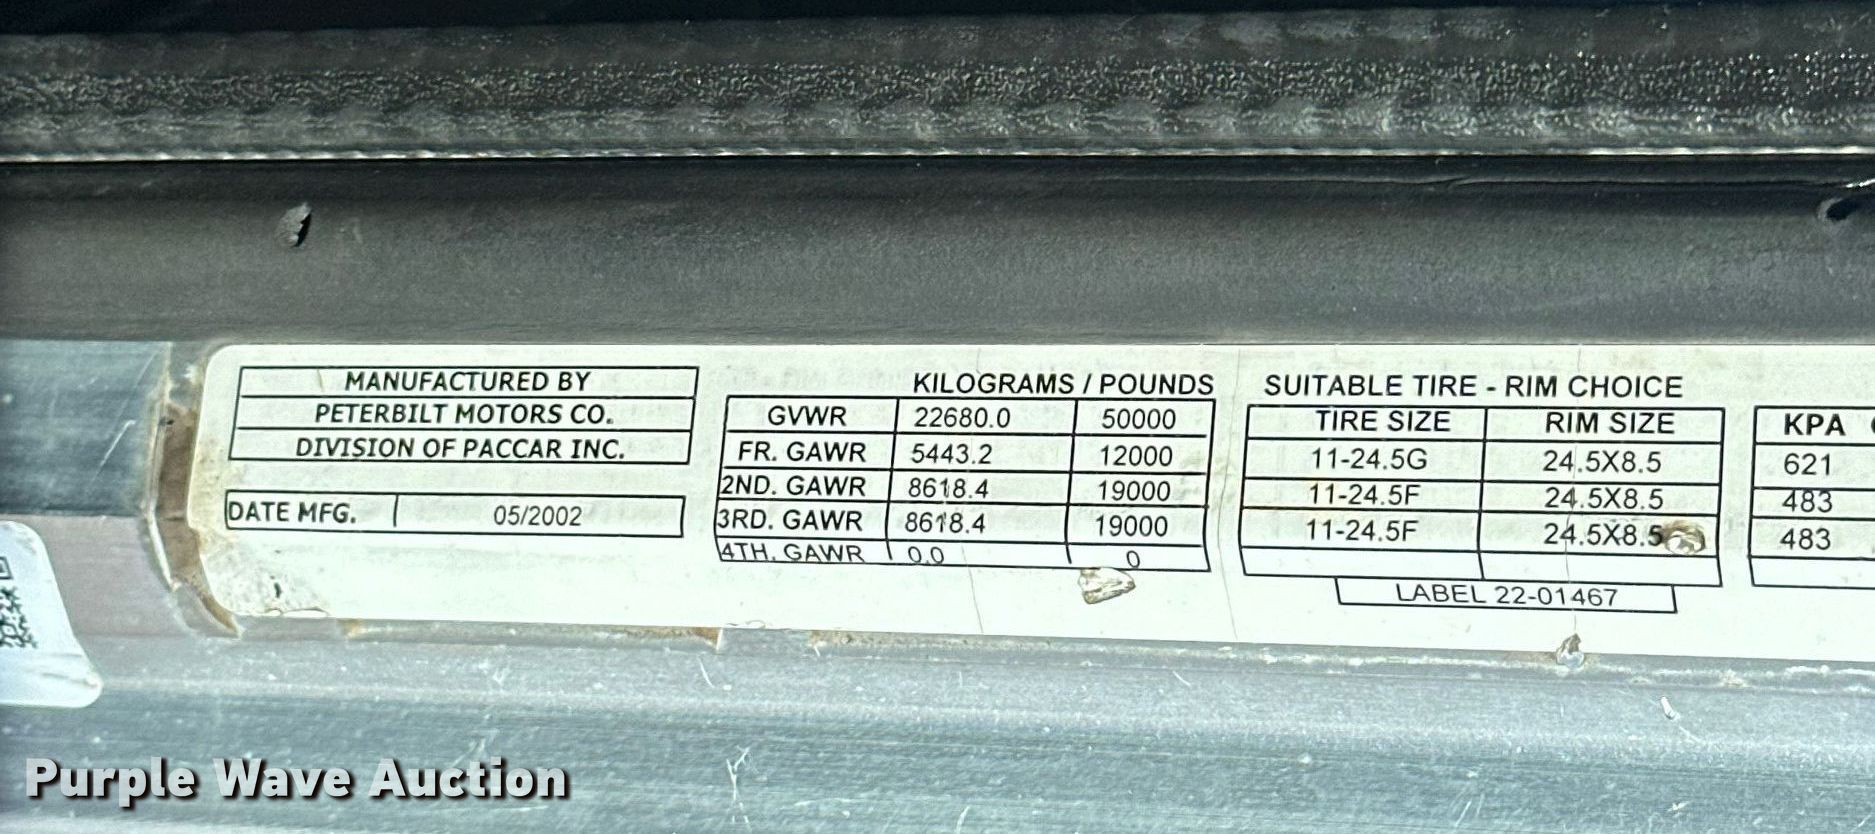 MANUFACTURED BY
PETERBILT MOTORS CO.
DIVISION OF PACCAR INC.
DATE MFG. 05/2002
KILOGRAMS / POUNDS
GVWR 22680.0 50000
FR. GAWR 5443.2 12000
2ND. GAWR 8618.4 19000
3RD. GAWR 8618.4 19000
4TH. GAWR 0.0 0
SUITABLE TIRE - RIM CHOICE
TIRE SIZE RIM SIZE
11-24.5G 24.5X8.5
11-24.5F 24.5X8.5
11-24.5F 24.5X8.5
LABEL 22-01467
KPA
621
483
483
Purple Wave Auction